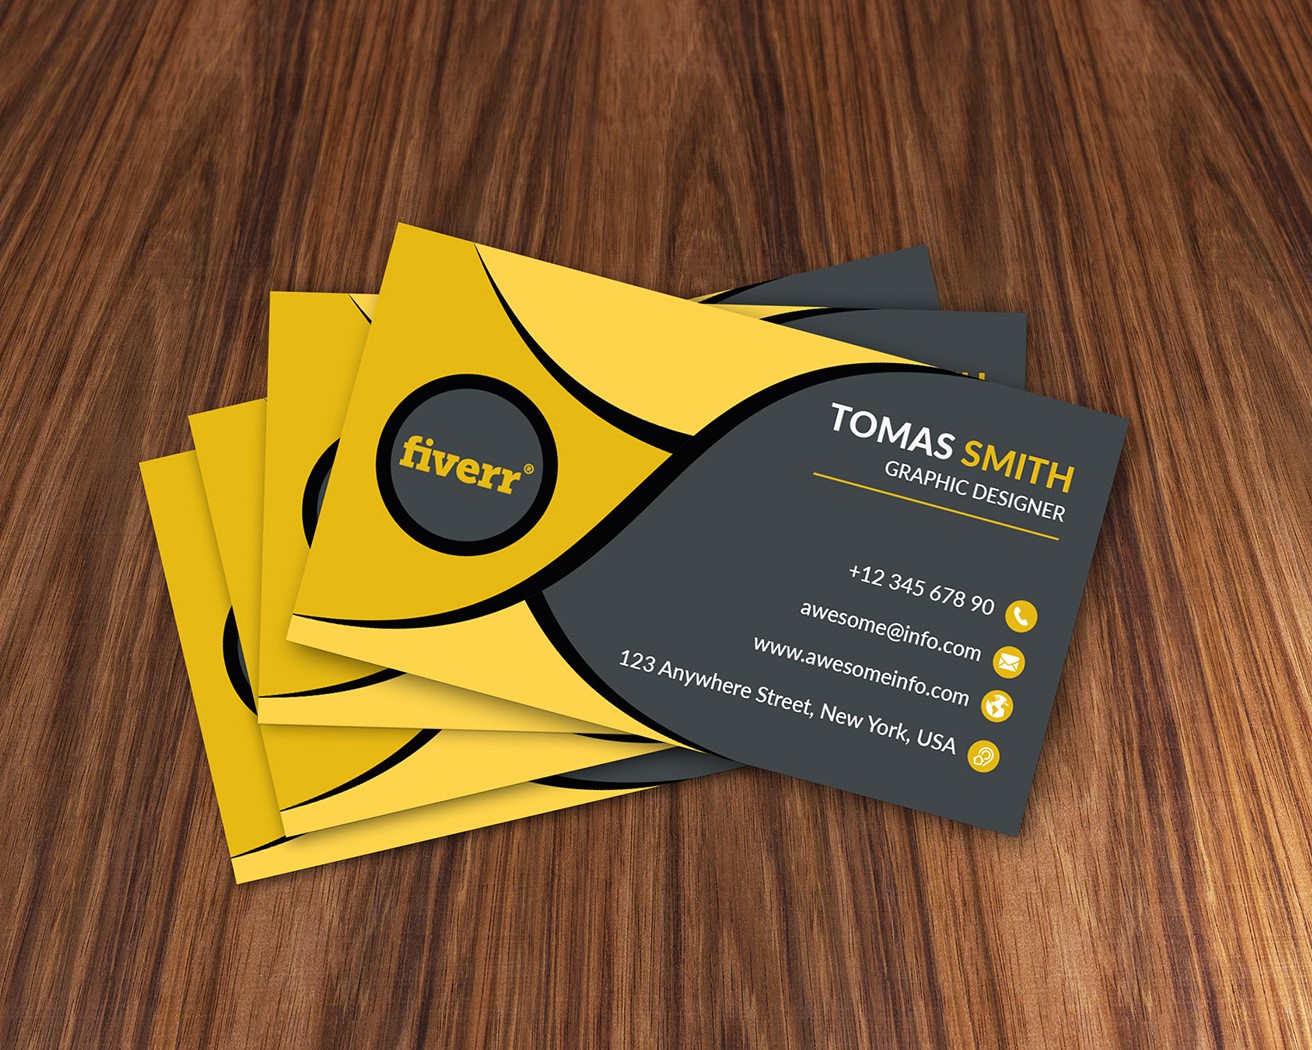 fiverr®
TOMAS SMITH
GRAPHIC DESIGNER
+12 345 678 90
awesome@info.com
www.awesomeinfo.com
123 Anywhere Street, New York, USA